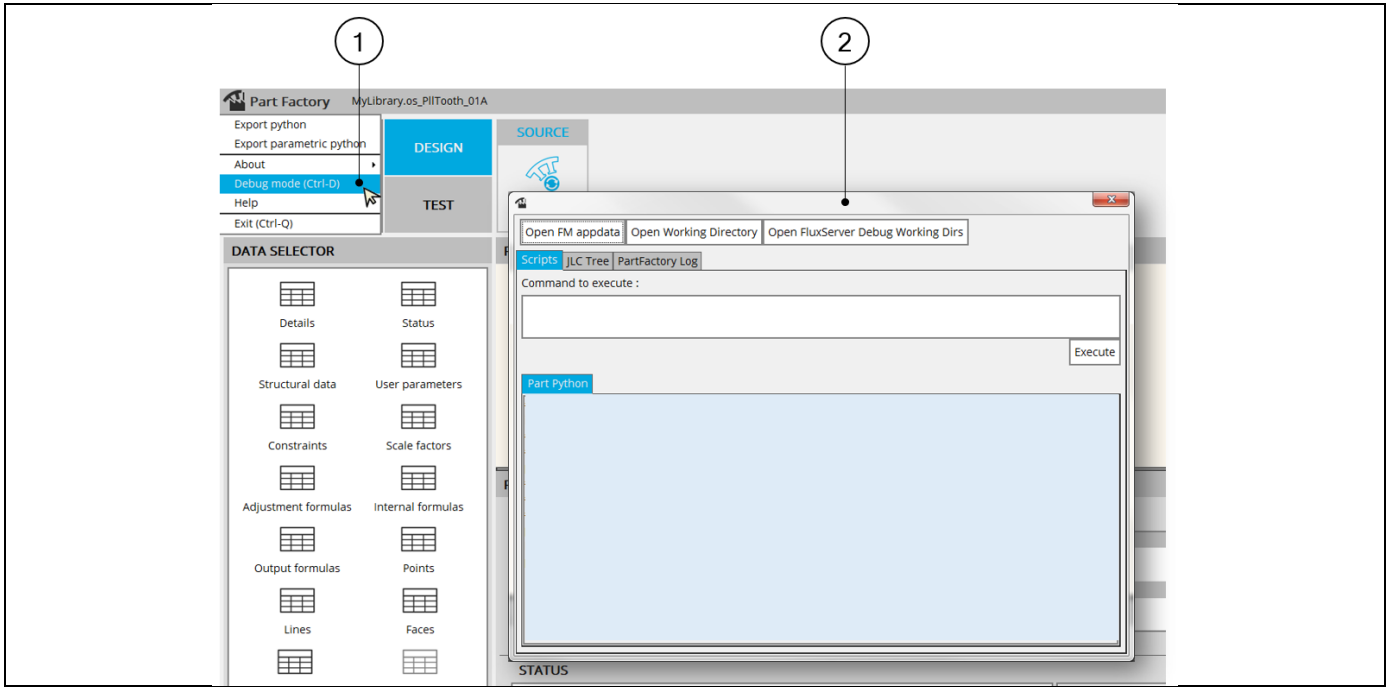 1
2
Part Factory MyLibrary.os_PllTooth_01A
Export python
Export parametric python
About
Debug mode (Ctrl-D)
Help
Exit (Ctrl-Q)
DESIGN
TEST
SOURCE
DATA SELECTOR
Details Status
Structural data User parameters
Constraints Scale factors
Adjustment formulas Internal formulas
Output formulas Points
Lines Faces
Open FM appdata Open Working Directory Open FluxServer Debug Working Dirs
Scripts JLC Tree PartFactory Log
Command to execute :
Execute
Part Python
STATUS